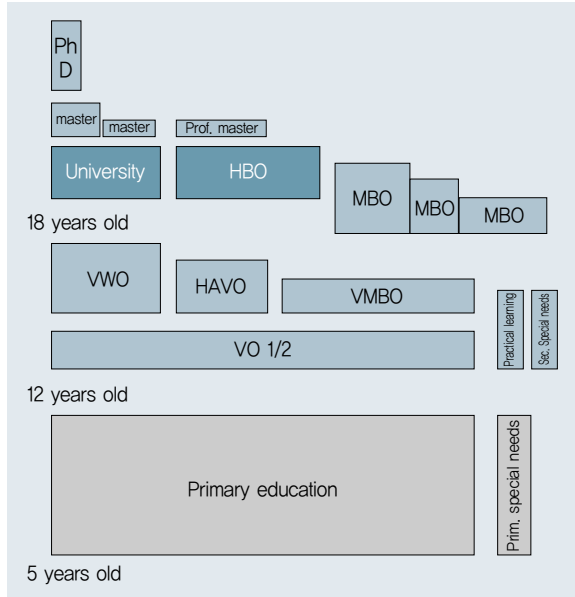 Ph
D
master
master
Prof. master
University
HBO
MBO
MBO
MBO
18 years old
VWO
HAVO
VMBO
Practical learning
Sec. Special needs
VO 1/2
12 years old
Primary education
Prim. special needs
5 years old